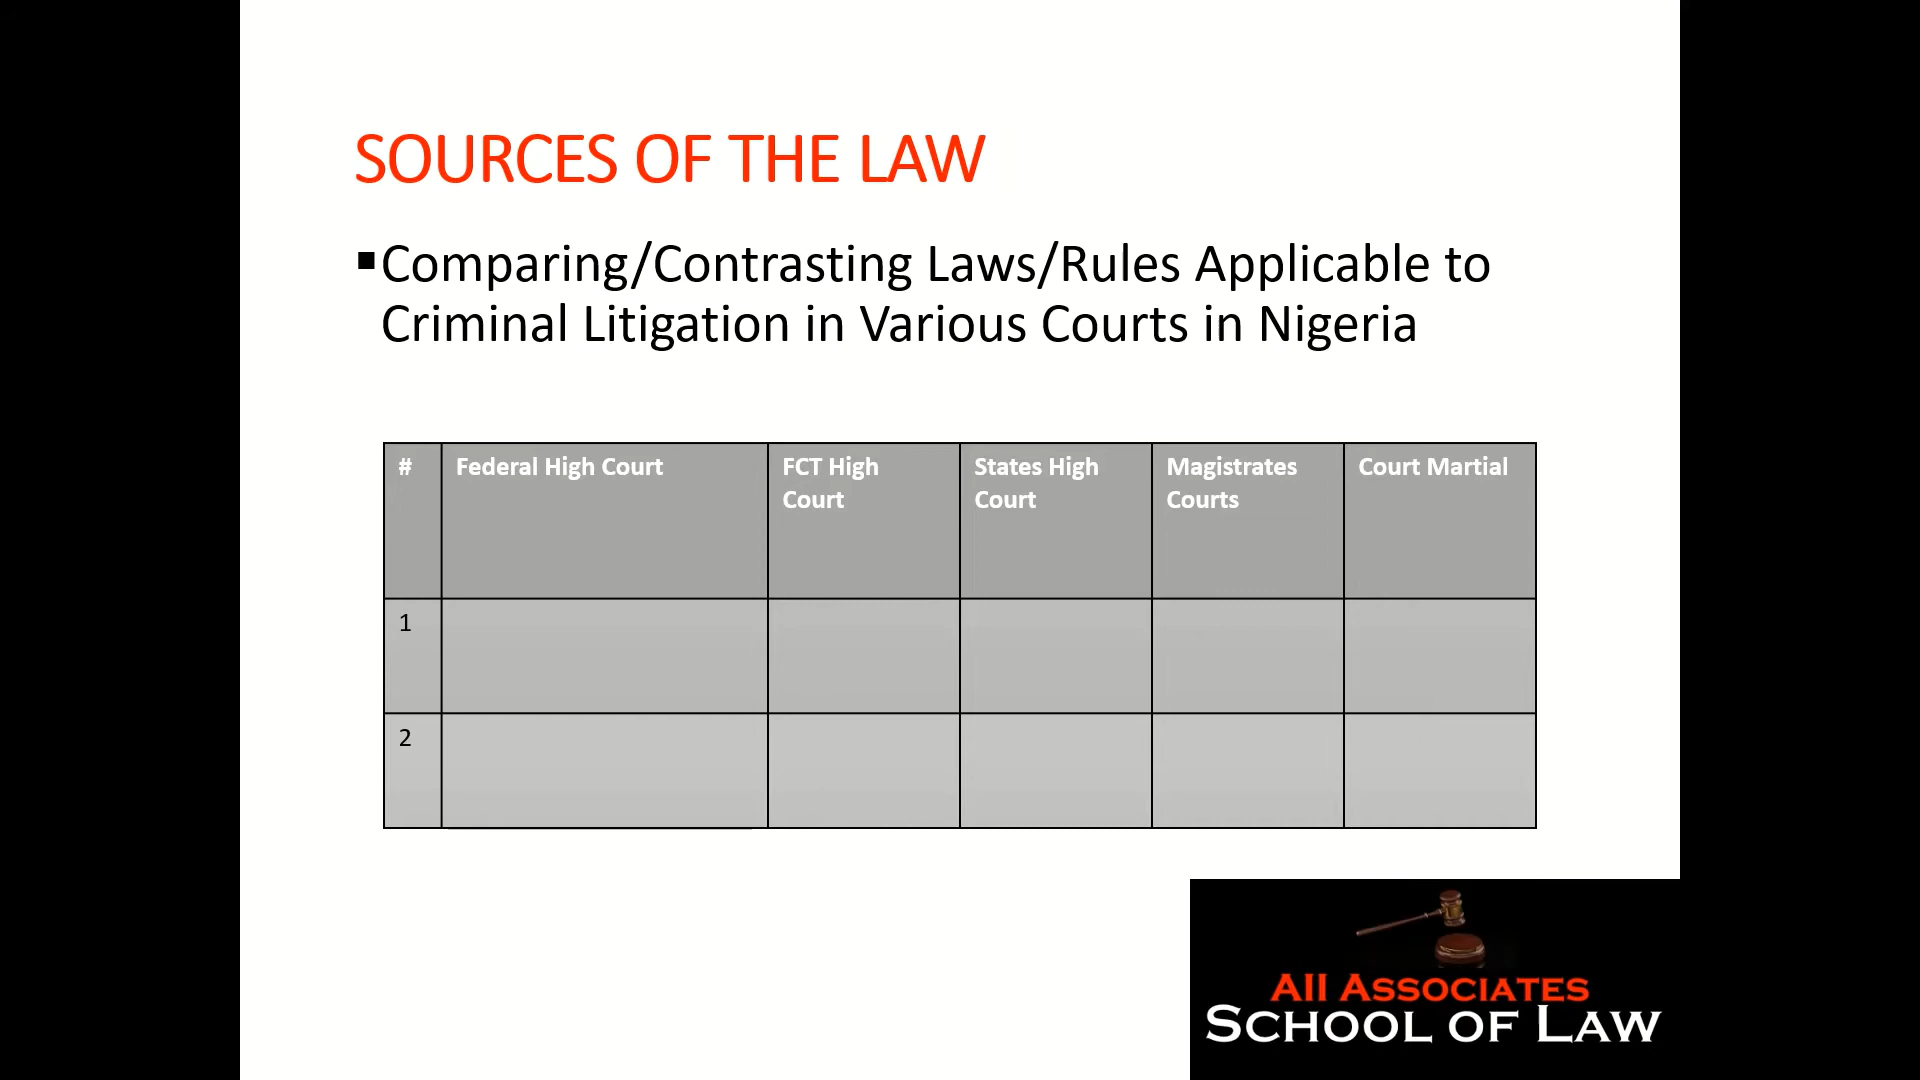 SOURCES OF THE LAW
▪Comparing/Contrasting Laws/Rules Applicable to
Criminal Litigation in Various Courts in Nigeria
# Federal High Court FCT High Court States High Court Magistrates Courts Court Martial
1
2
All ASSOCIATES
SCHOOL OF LAW